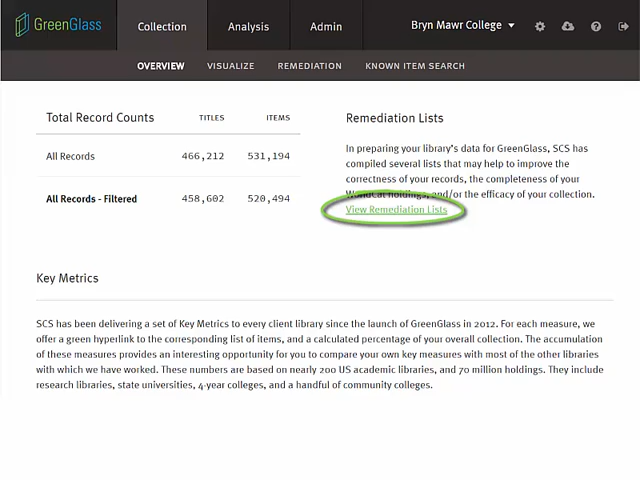 GreenGlass
Collection Analysis Admin Bryn Mawr College
OVERVIEW VISUALIZE REMEDIATION KNOWN ITEM SEARCH
Total Record Counts TITLES ITEMS
All Records 466,212 531,194
All Records - Filtered 458,602 520,494
Remediation Lists
In preparing your library's data for GreenGlass, SCS has
compiled several lists that may help to improve the
correctness of your records, the completeness of your
WorldCat holdings, and/or the efficacy of your collection.
View Remediation Lists
Key Metrics
SCS has been delivering a set of Key Metrics to every client library since the launch of GreenGlass in 2012. For each measure, we
offer a green hyperlink to the corresponding list of items, and a calculated percentage of your overall collection. The accumulation
of these measures provides an interesting opportunity for you to compare your own key measures with most of the other libraries
with which we have worked. These numbers are based on nearly 200 US academic libraries, and 70 million holdings. They include
research libraries, state universities, 4-year colleges, and a handful of community colleges.